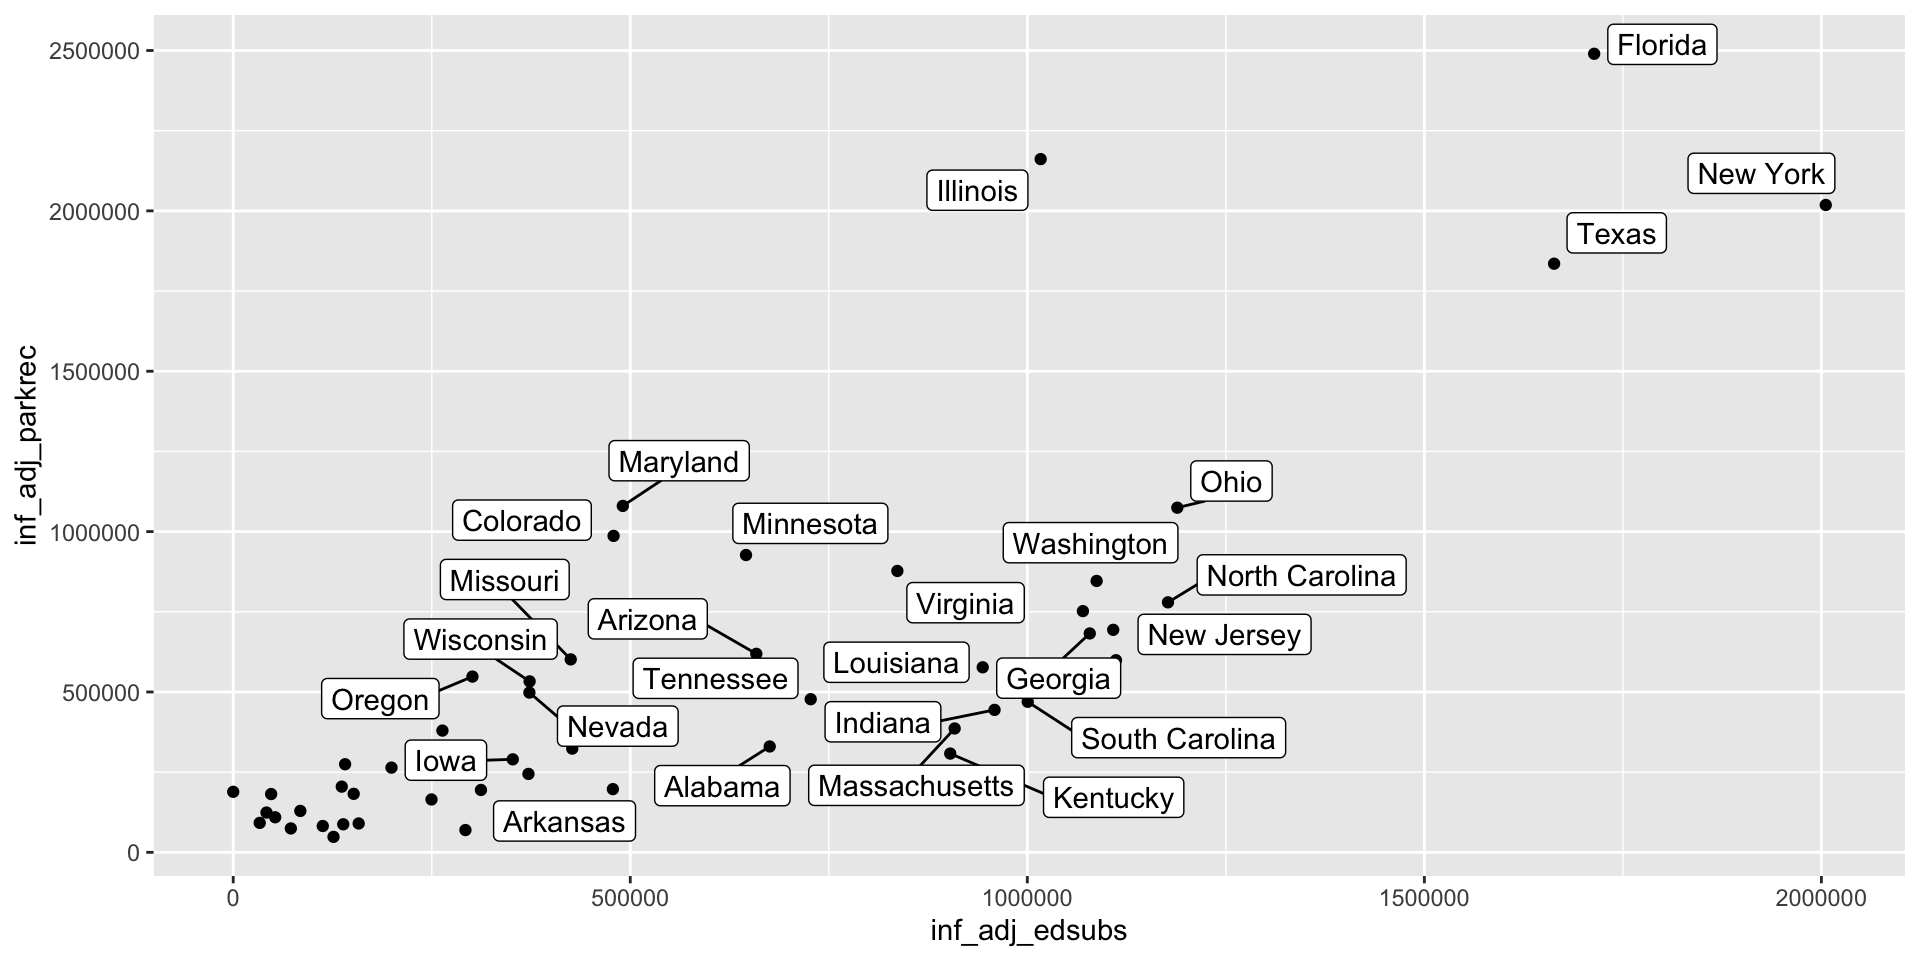 2500000
2000000
1500000
1000000
500000
0
inf_adj_parkrec
Florida
New York
Illinois
Texas
Maryland
Ohio
Colorado
Minnesota
Washington
Missouri
North Carolina
Virginia
Arizona
Wisconsin
New Jersey
Louisiana
Tennessee
Georgia
Oregon
Indiana
Nevada
South Carolina
Iowa
Alabama
Massachusetts
Kentucky
Arkansas
0
500000
1000000
1500000
2000000
inf_adj_edsubs